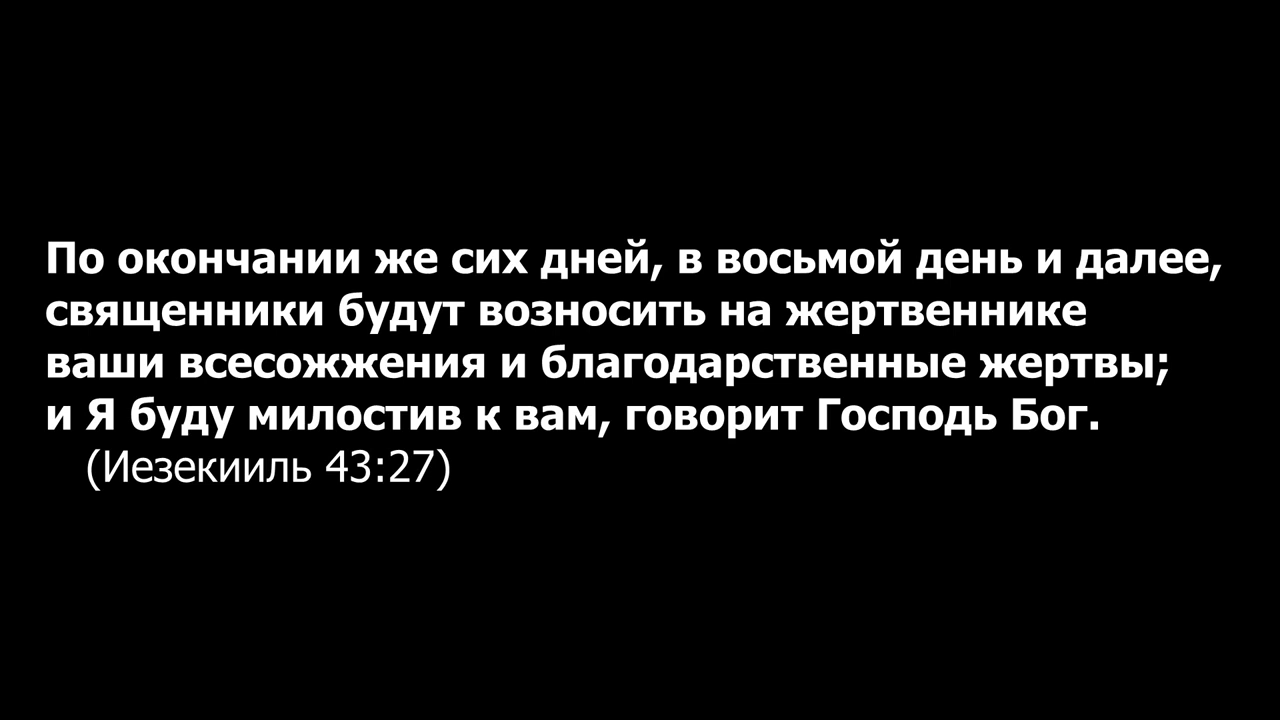 По окончании же сих дней, в восьмой день и далее,
священники будут возносить на жертвеннике
ваши всесожжения и благодарственные жертвы;
и Я буду милостив к вам, говорит Господь Бог.
(Иезекииль 43:27)